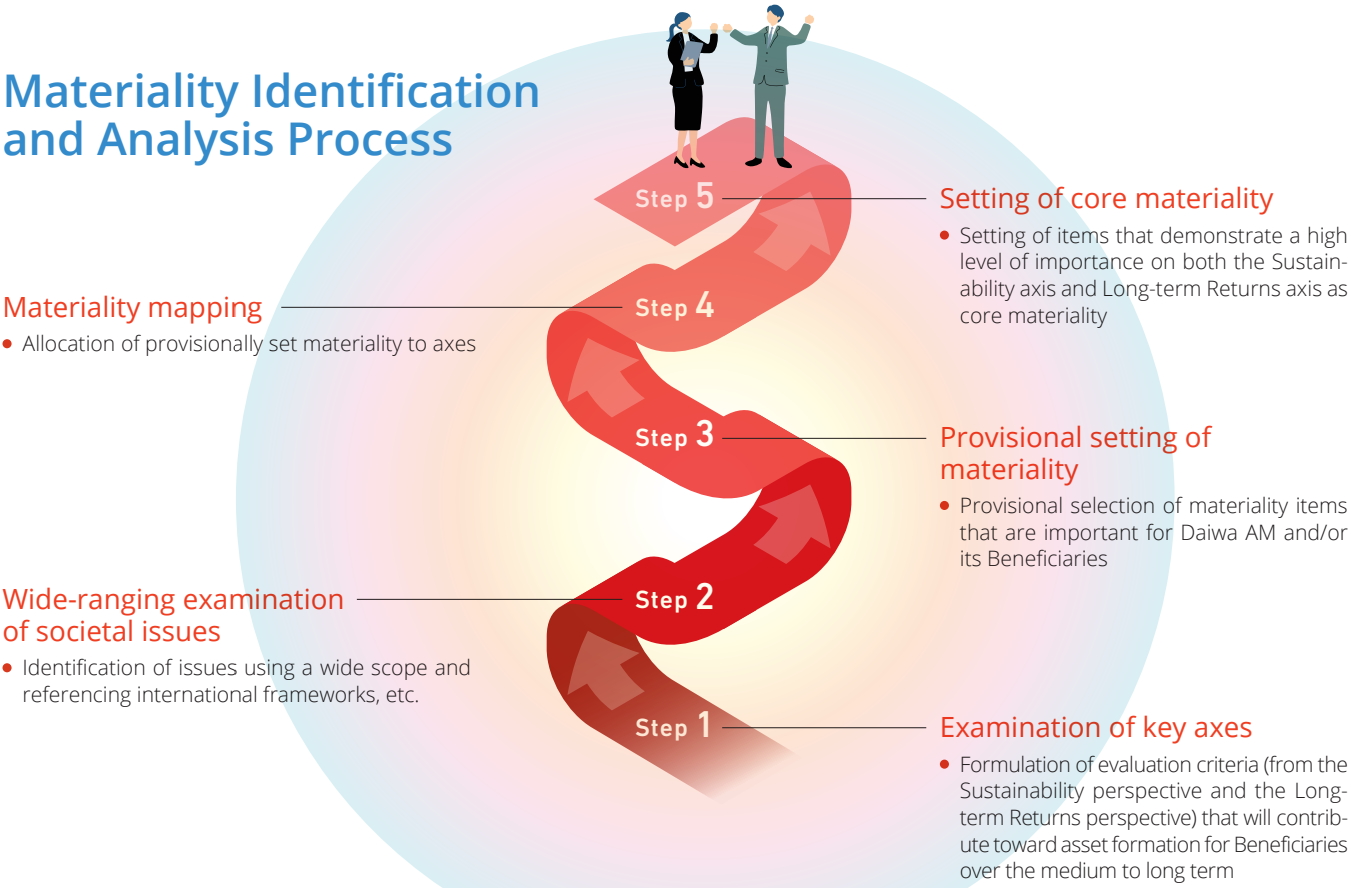 Materiality Identification
and Analysis Process
Step 5
Setting of core materiality
• Setting of items that demonstrate a high
level of importance on both the Sustain-
ability axis and Long-term Returns axis as
core materiality
Materiality mapping
• Allocation of provisionally set materiality to axes
Step 4
Step 3
Provisional setting of
materiality
• Provisional selection of materiality items
that are important for Daiwa AM and/or
its Beneficiaries
Wide-ranging examination
of societal issues
• Identification of issues using a wide scope and
referencing international frameworks, etc.
Step 2
Step 1
Examination of key axes
• Formulation of evaluation criteria (from the
Sustainability perspective and the Long-
term Returns perspective) that will contrib-
ute toward asset formation for Beneficiaries
over the medium to long term